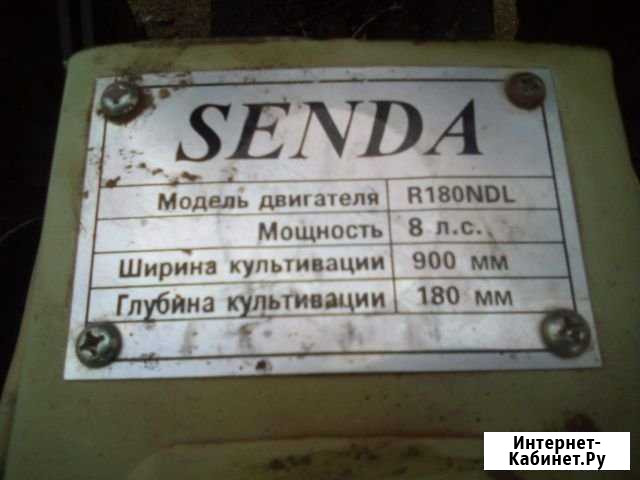 SENDA
Модель двигателя R180NDL
Мощность 8 л.с.
Ширина культивации 900 мм
Глубина культивации 180 мм
Интернет-
Кабинет.Ру